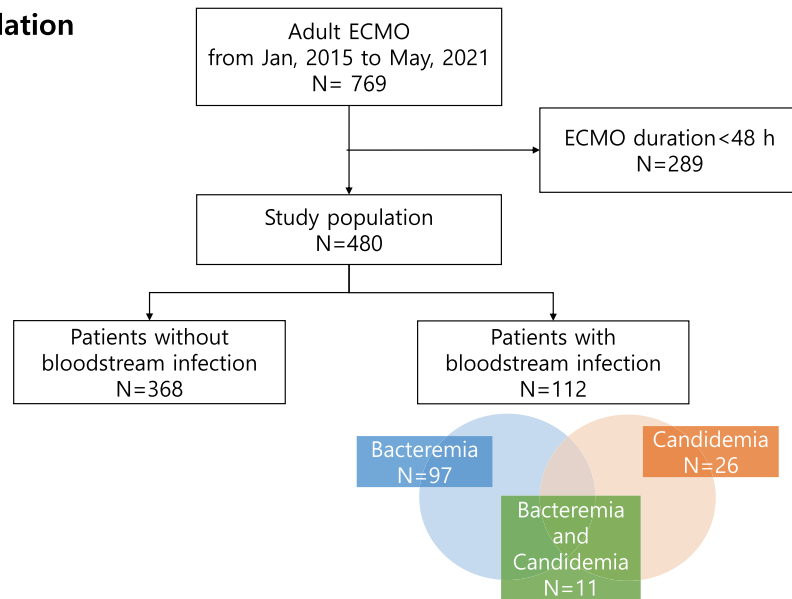 lation
Adult ECMO
from Jan, 2015 to May, 2021
N= 769
ECMO duration<48 h
N=289
Study population
N=480
Patients without
bloodstream infection
N=368
Patients with
bloodstream infection
N=112
Bacteremia
N=97
Candidemia
N=26
Bacteremia
and
Candidemia
N=11